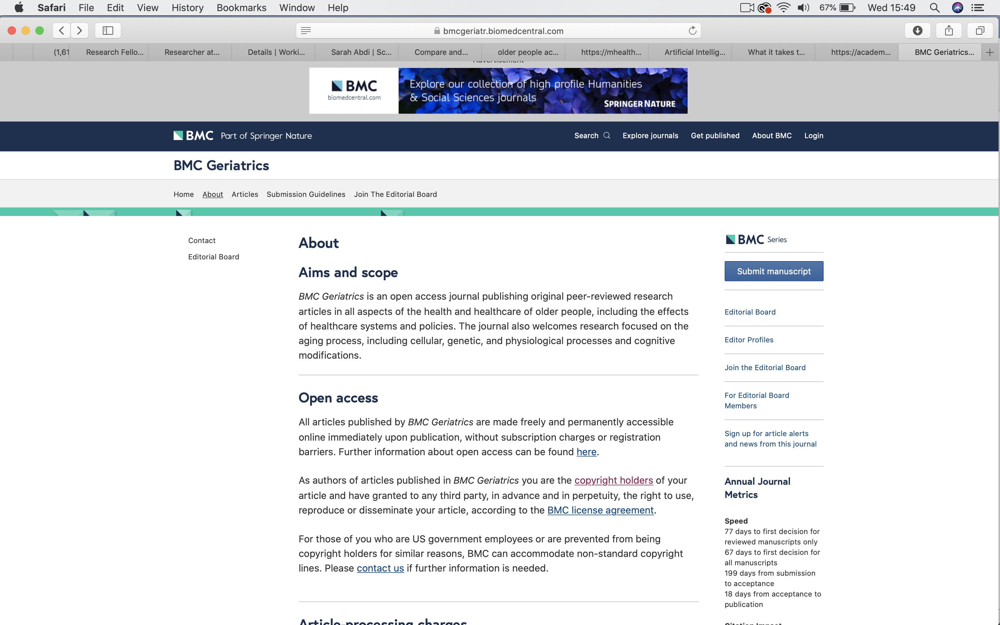 Safari File Edit View History Bookmarks Window Help 67% Wed 15:49
bmcgeriatr.biomedcentral.com
(1,61 Research Fello... Researcher at... Details | Worki... Sarah Abdi | Sc... Compare and... older people ac... https://mhealth... Artificial Intellig... What it takes t... https://academ... BMC Geriatrics...
Advertisement
BMC
biomedcentral.com
Explore our collection of high profile Humanities
& Social Sciences journals
SPRINGER NATURE
BMC Part of Springer Nature
Search Explore journals Get published About BMC Login
BMC Geriatrics
Home About Articles Submission Guidelines Join The Editorial Board
Contact
Editorial Board
About
Aims and scope
BMC Geriatrics is an open access journal publishing original peer-reviewed research
articles in all aspects of the health and healthcare of older people, including the effects
of healthcare systems and policies. The journal also welcomes research focused on the
aging process, including cellular, genetic, and physiological processes and cognitive
modifications.
Open access
All articles published by BMC Geriatrics are made freely and permanently accessible
online immediately upon publication, without subscription charges or registration
barriers. Further information about open access can be found here.
As authors of articles published in BMC Geriatrics you are the copyright holders of your
article and have granted to any third party, in advance and in perpetuity, the right to use,
reproduce or disseminate your article, according to the BMC license agreement.
For those of you who are US government employees or are prevented from being
copyright holders for similar reasons, BMC can accommodate non-standard copyright
lines. Please contact us if further information is needed.
Article-processing charges
BMC Series
Submit manuscript
Editorial Board
Editor Profiles
Join the Editorial Board
For Editorial Board
Members
Sign up for article alerts
and news from this journal
Annual Journal
Metrics
Speed
77 days to first decision for
reviewed manuscripts only
67 days to first decision for
all manuscripts
199 days from submission
to acceptance
18 days from acceptance to
publication
Citation Impact